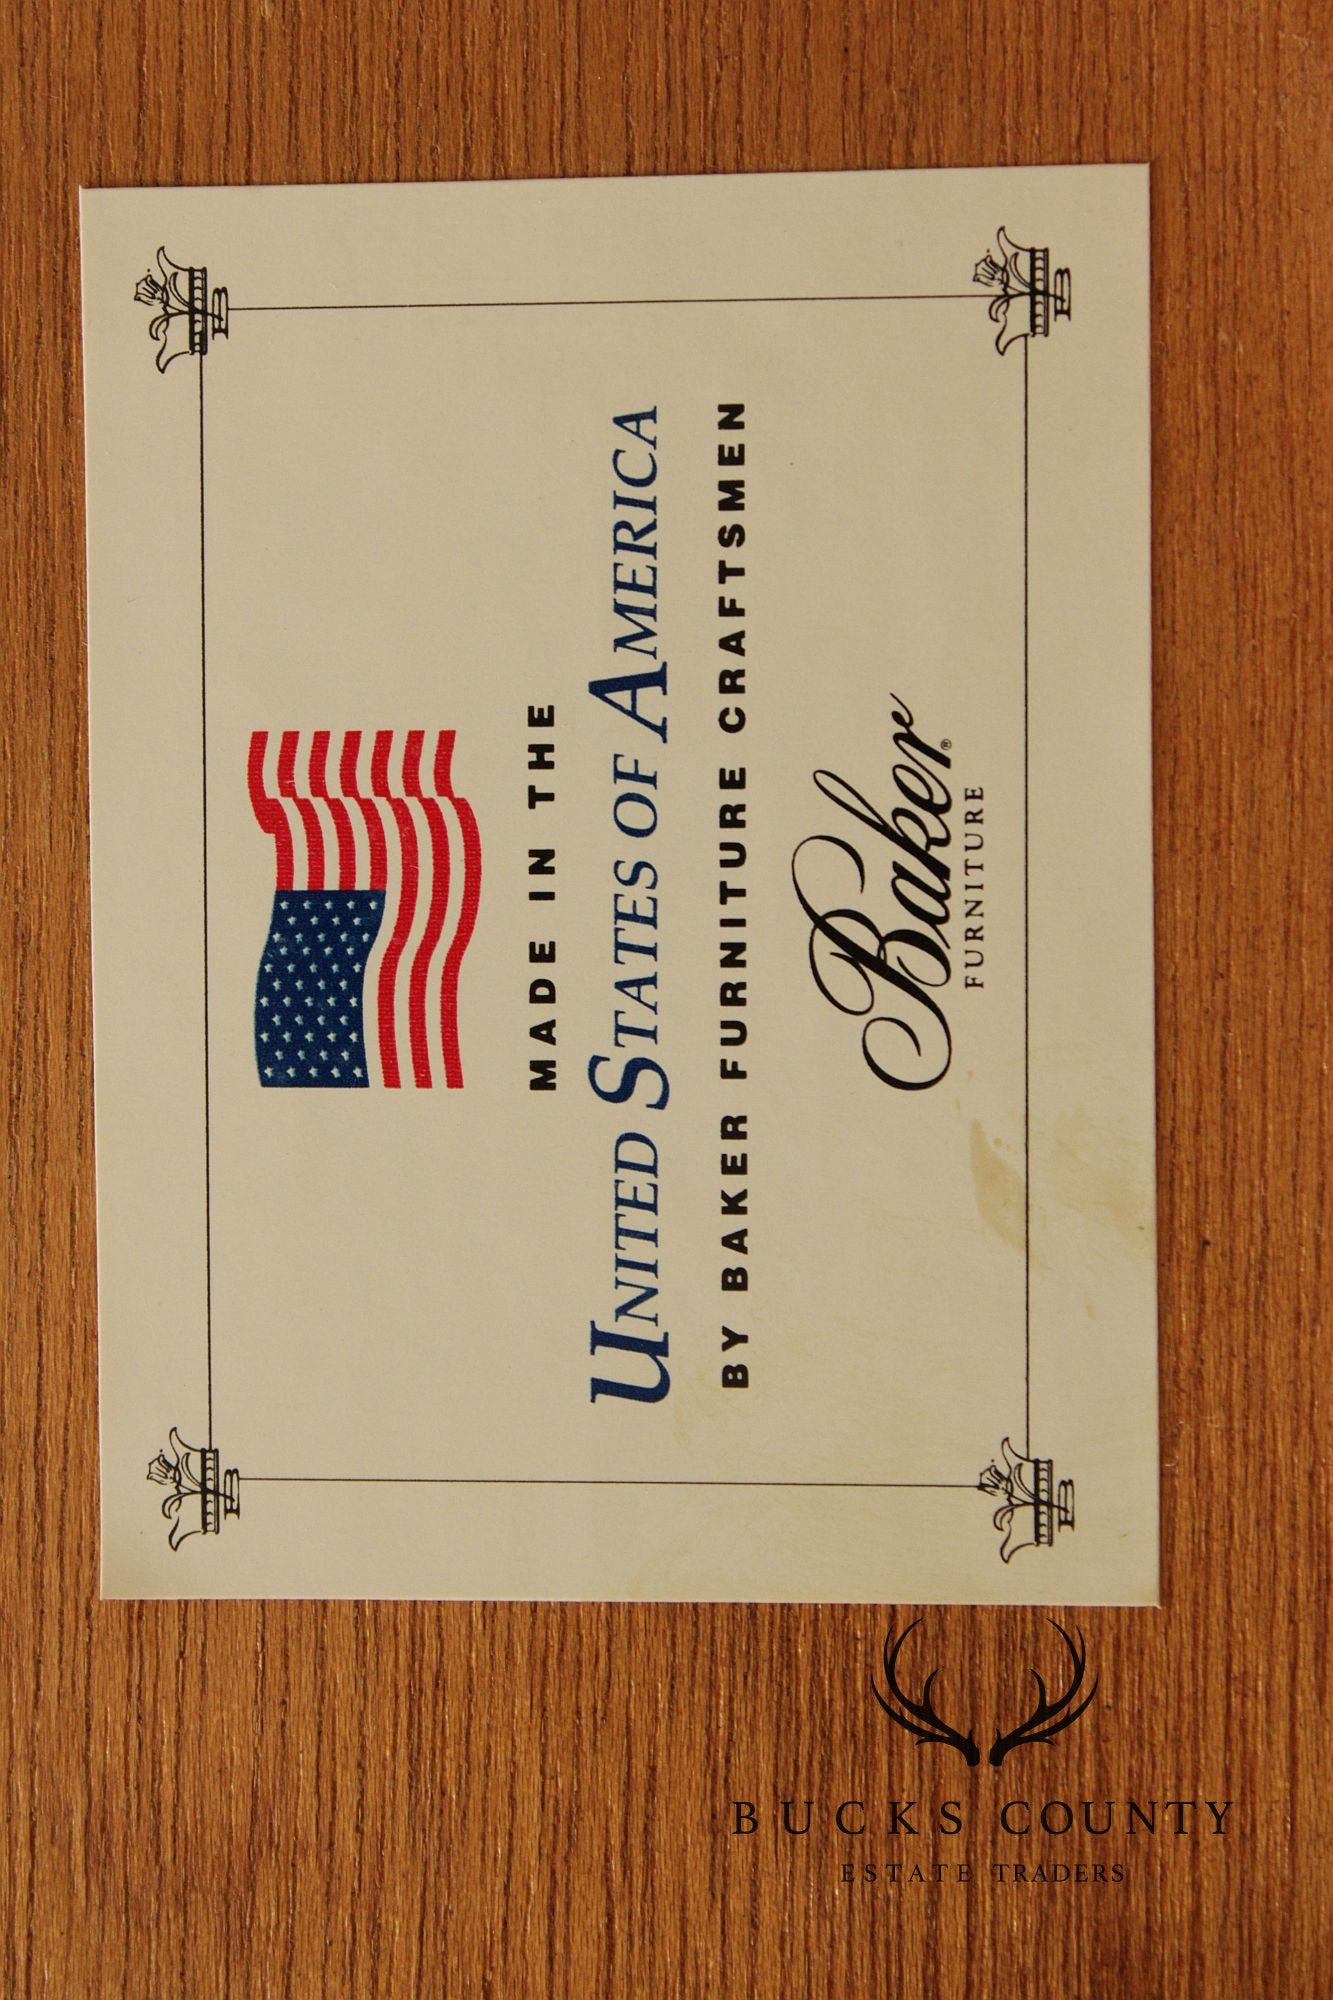 MADE IN THE
UNITED STATES OF AMERICA
BY BAKER FURNITURE CRAFTSMEN
Baker®
FURNITURE
BUCKS COUNTY
ESTATE TRADERS